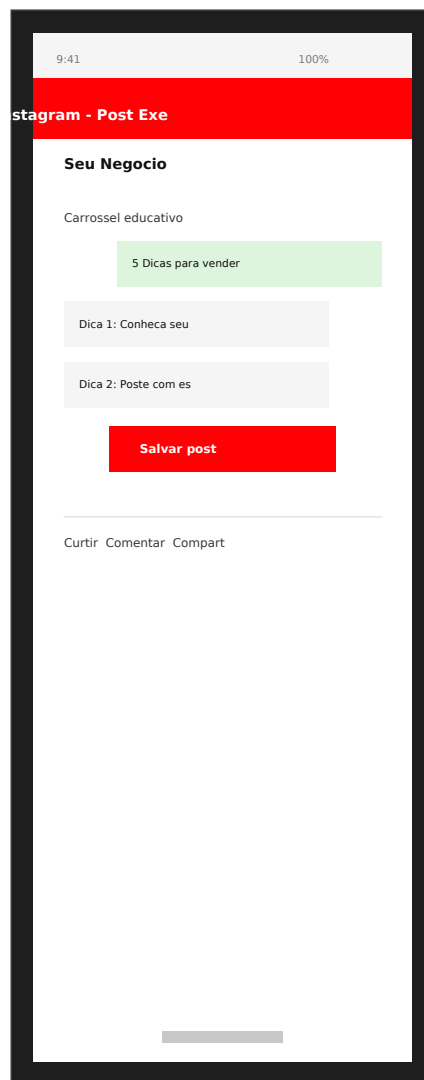 9:41 100%
stagram - Post Exe
Seu Negocio
Carrossel educativo
5 Dicas para vender
Dica 1: Conheca seu
Dica 2: Poste com es
Salvar post
Curtir Comentar Compart